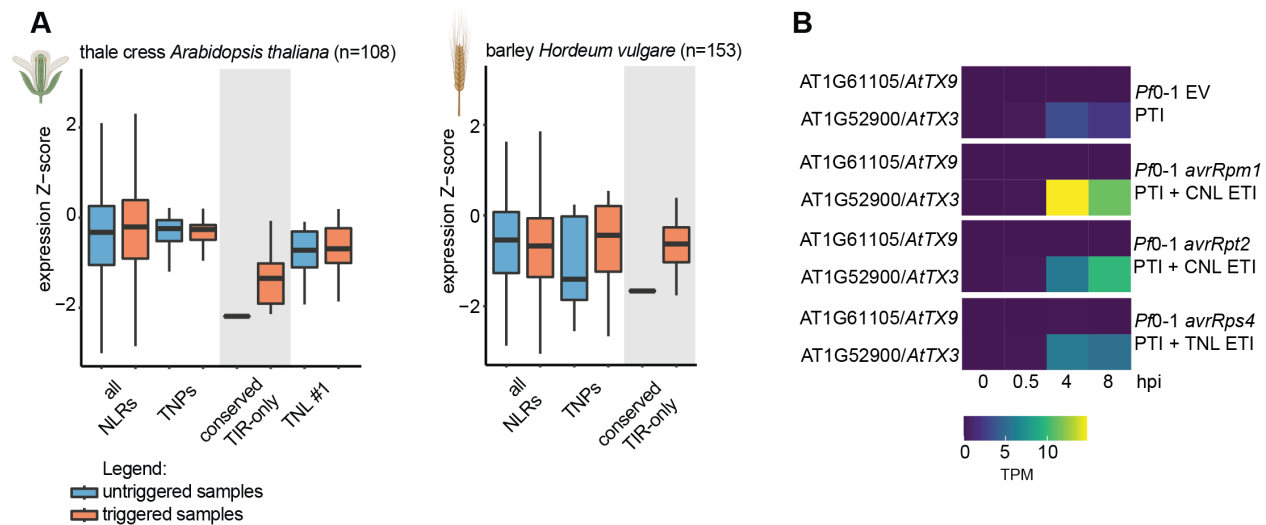 A
thale cress Arabidopsis thaliana (n=108)
expression Z−score
2
0
−2
all
NLRs
TNPs
conserved
TIR-only
TNL #1
barley Hordeum vulgare (n=153)
expression Z−score
2
0
−2
all
NLRs
TNPs
conserved
TIR-only
Legend:
untriggered samples
triggered samples
B
AT1G61105/AtTX9
AT1G52900/AtTX3
Pf0-1 EV
PTI
AT1G61105/AtTX9
AT1G52900/AtTX3
Pf0-1 avrRpm1
PTI + CNL ETI
AT1G61105/AtTX9
AT1G52900/AtTX3
Pf0-1 avrRpt2
PTI + CNL ETI
AT1G61105/AtTX9
AT1G52900/AtTX3
Pf0-1 avrRps4
PTI + TNL ETI
0 0.5 4 8 hpi
0 5 10
TPM